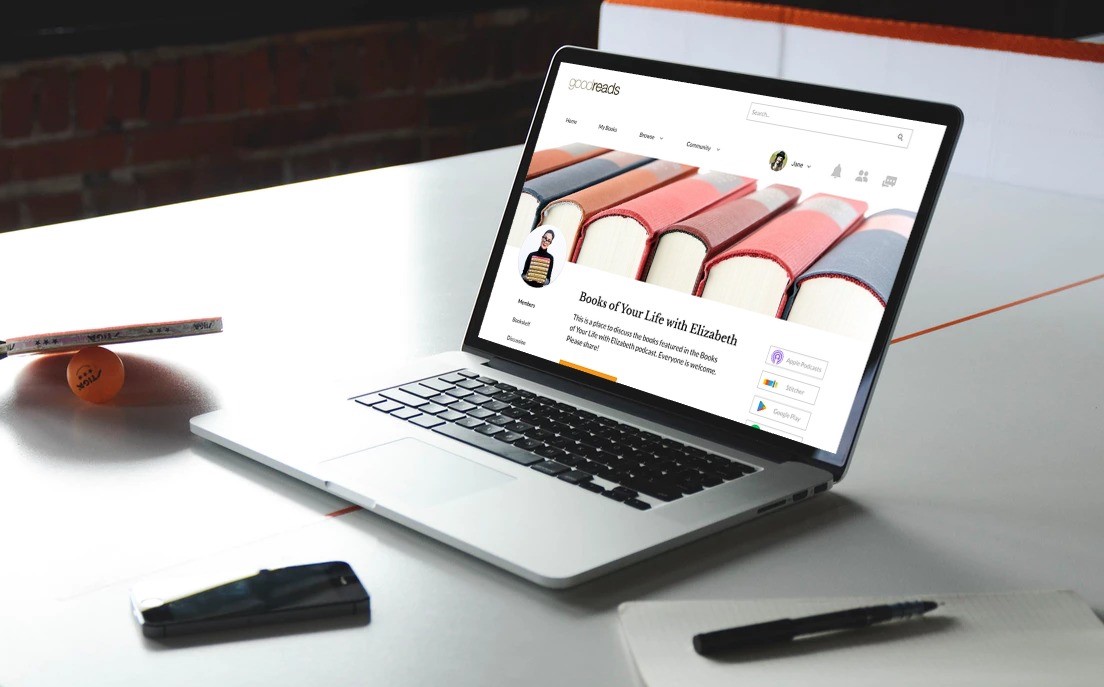 goodreads
Search...
Home My Books Browse Community Jane
Members
Bookshelf
Discussion
Books of Your Life with Elizabeth
This is a place to discuss the books featured in the Books
of Your Life with Elizabeth podcast. Everyone is welcome.
Please share!
Apple Podcasts
Stitcher
Google Play